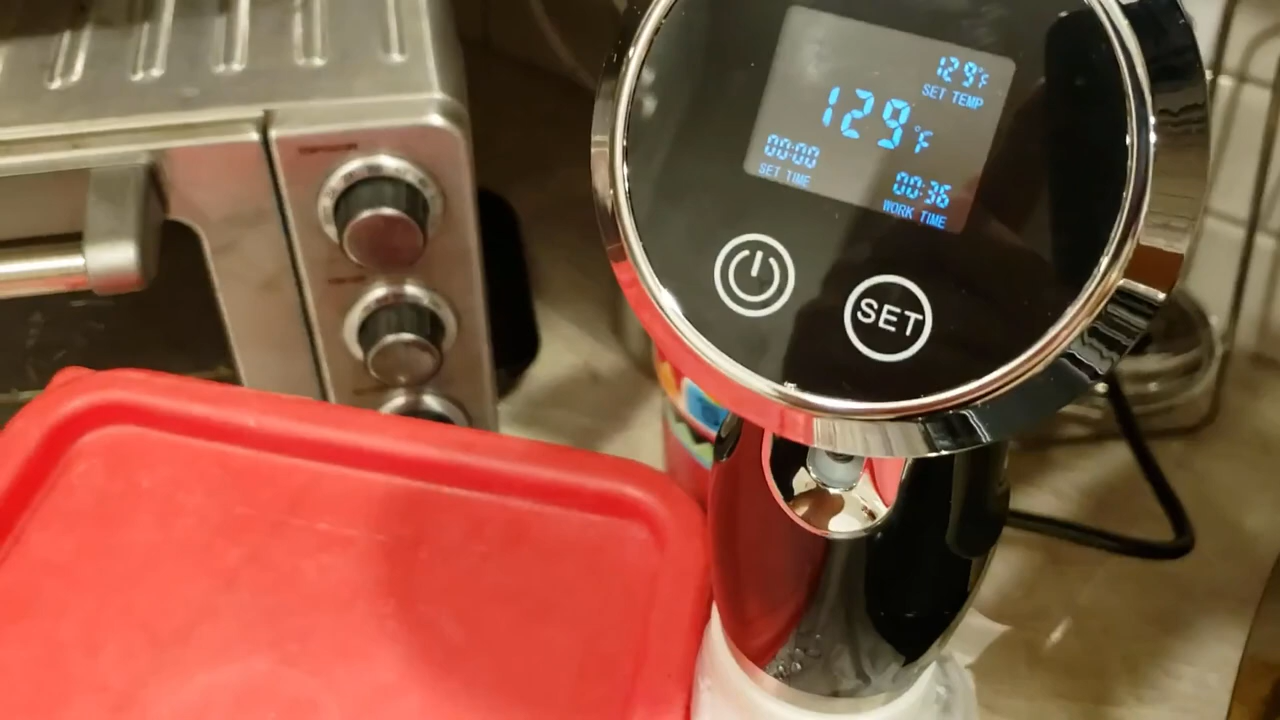 129°F
SET TEMP
129°F
00:00
SET TIME
00:36
WORK TIME
SET